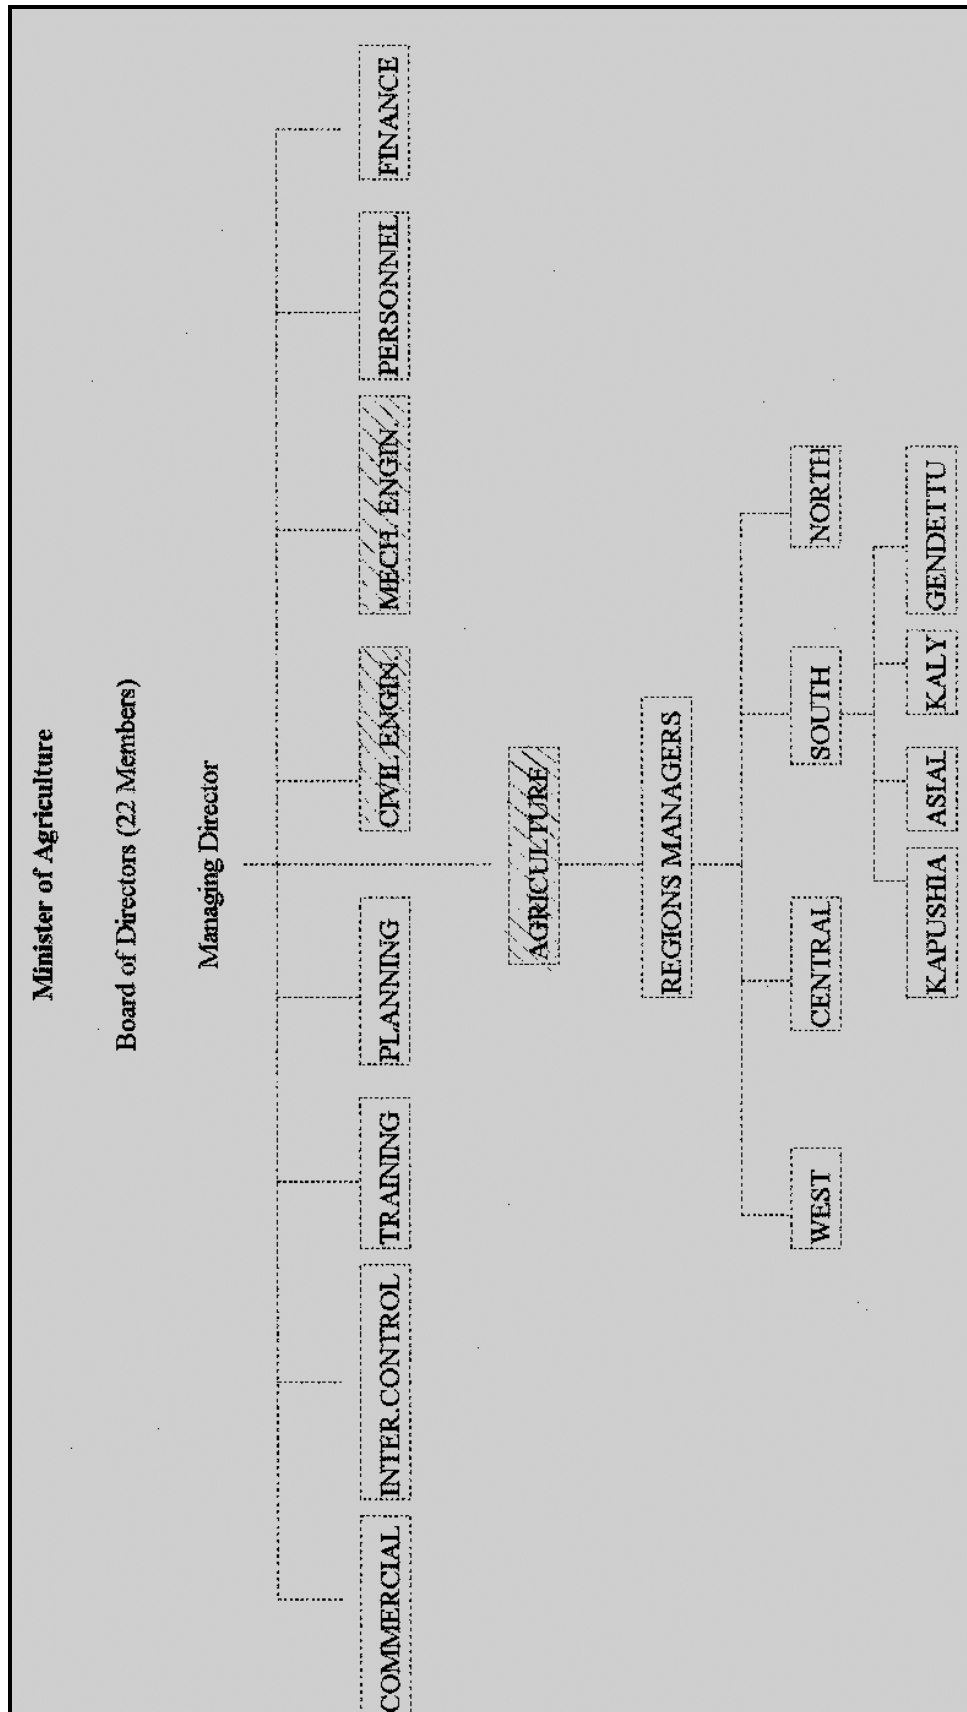 Minister of Agriculture
Board of Directors (22 Members)
Managing Director
COMMERCIAL
INTER.CONTROL
TRAINING
PLANNING
CIVIL ENGIN.
MECH. ENGIN.
PERSONNEL
FINANCE
AGRICULTURE
REGIONS MANAGERS
WEST
CENTRAL
SOUTH
NORTH
KAPUSHIA
ASIAL
KALY
GENDETTU